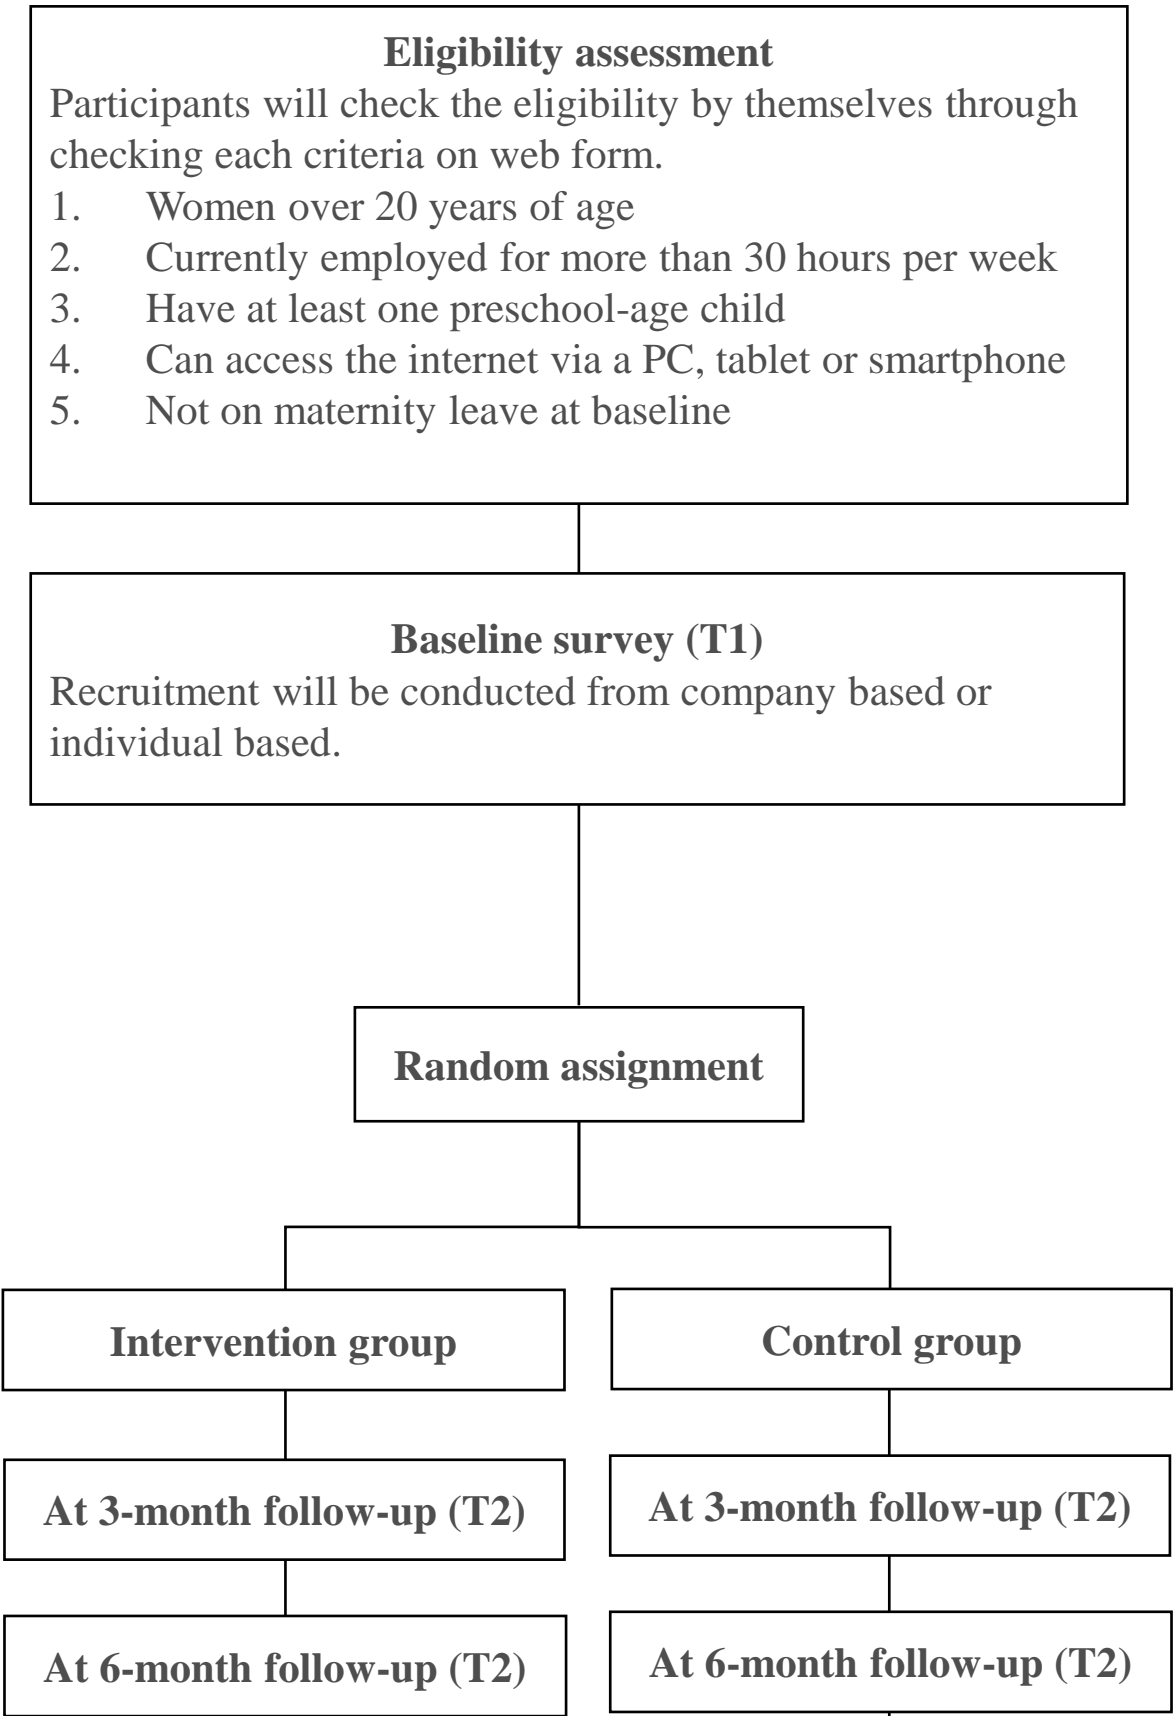 Eligibility assessment
Participants will check the eligibility by themselves through
checking each criteria on web form.
1. Women over 20 years of age
2. Currently employed for more than 30 hours per week
3. Have at least one preschool-age child
4. Can access the internet via a PC, tablet or smartphone
5. Not on maternity leave at baseline
Baseline survey (T1)
Recruitment will be conducted from company based or
individual based.
Random assignment
Intervention group
Control group
At 3-month follow-up (T2)
At 3-month follow-up (T2)
At 6-month follow-up (T2)
At 6-month follow-up (T2)